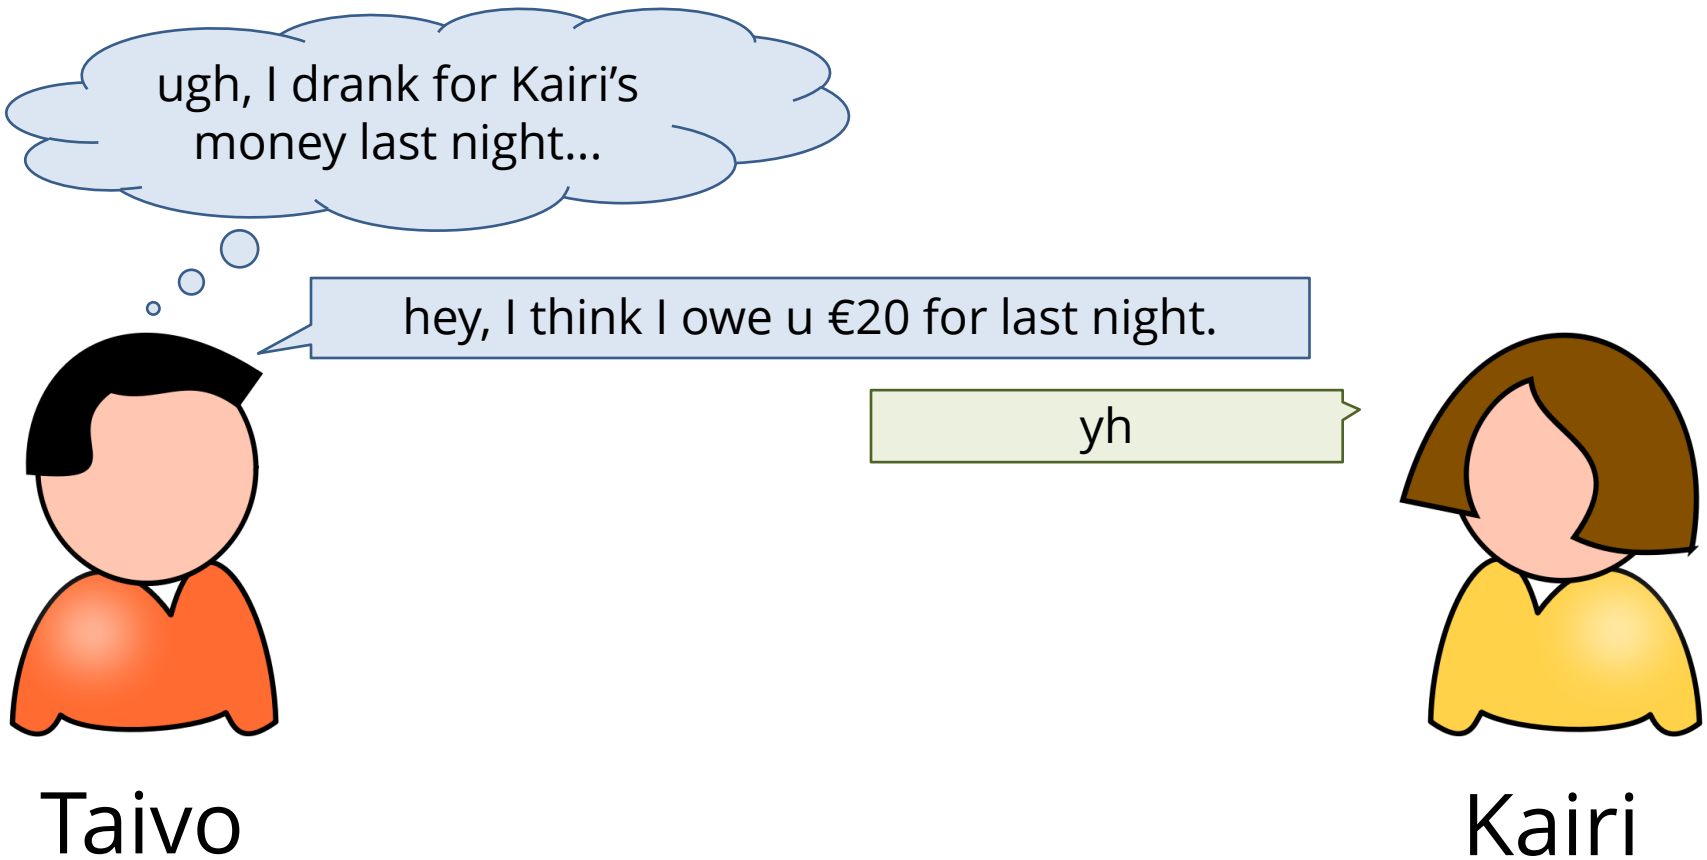 ugh, I drank for Kairi’s
money last night…
hey, I think I owe u €20 for last night.
yh
Taivo
Kairi